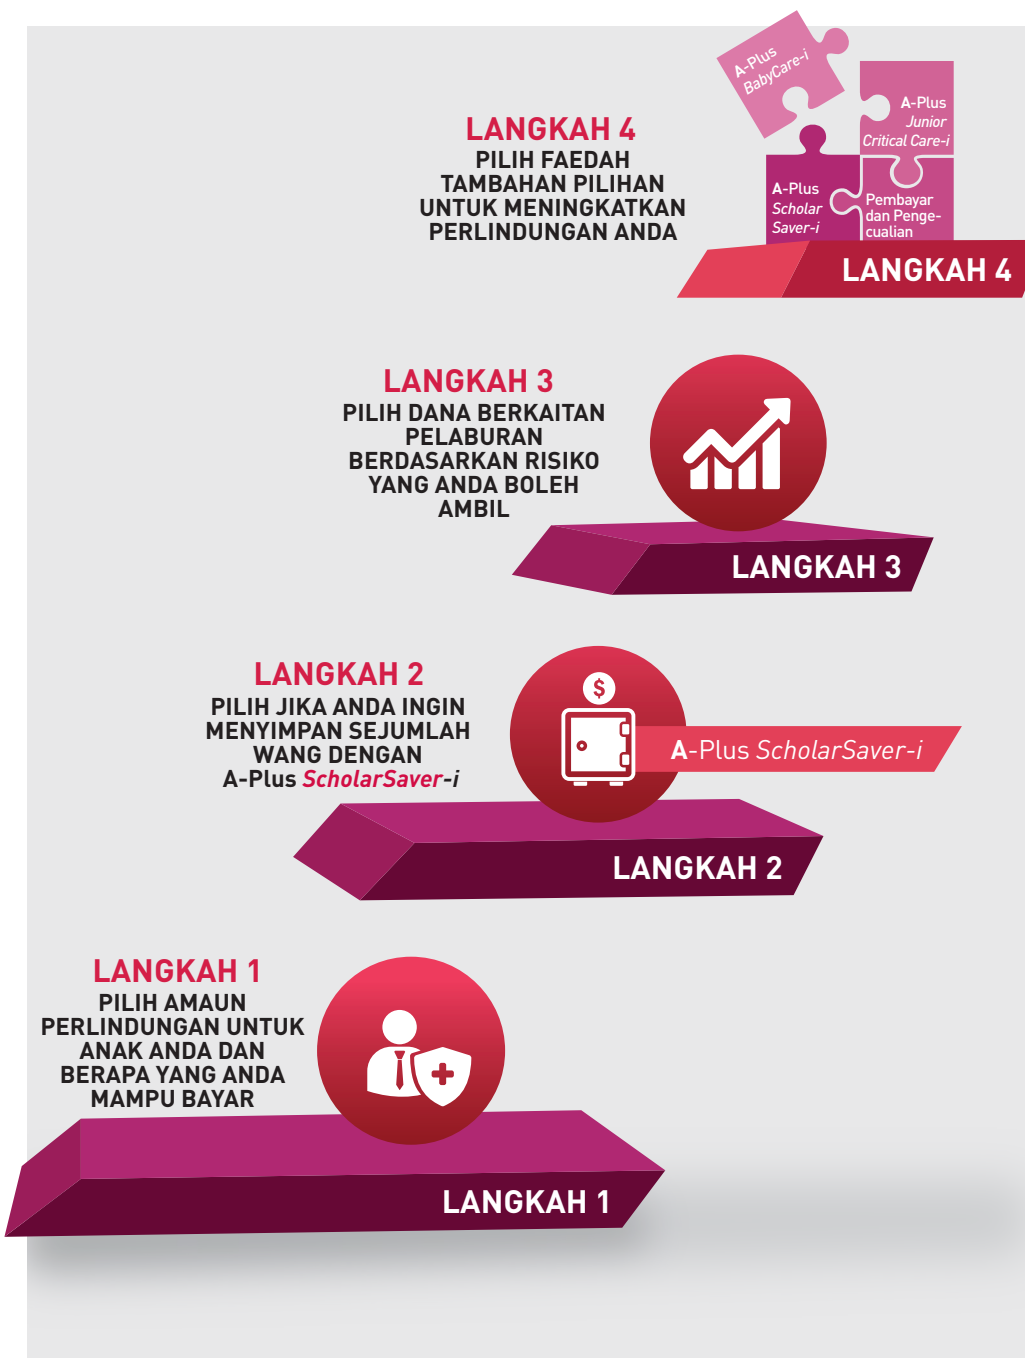 LANGKAH 4
PILIH FAEDAH
TAMBAHAN PILIHAN
UNTUK MENINGKATKAN
PERLINDUNGAN ANDA
A-Plus
BabyCare-i
A-Plus
Junior
Critical Care-i
A-Plus
Scholar
Saver-i
Pembayar
dan Penge-
cualian
LANGKAH 4
LANGKAH 3
PILIH DANA BERKAITAN
PELABURAN
BERDASARKAN RISIKO
YANG ANDA BOLEH
AMBIL
LANGKAH 3
LANGKAH 2
PILIH JIKA ANDA INGIN
MENYIMPAN SEJUMLAH
WANG DENGAN
A-Plus ScholarSaver-i
$
A-Plus ScholarSaver-i
LANGKAH 2
LANGKAH 1
PILIH AMAUN
PERLINDUNGAN UNTUK
ANAK ANDA DAN
BERAPA YANG ANDA
MAMPU BAYAR
LANGKAH 1